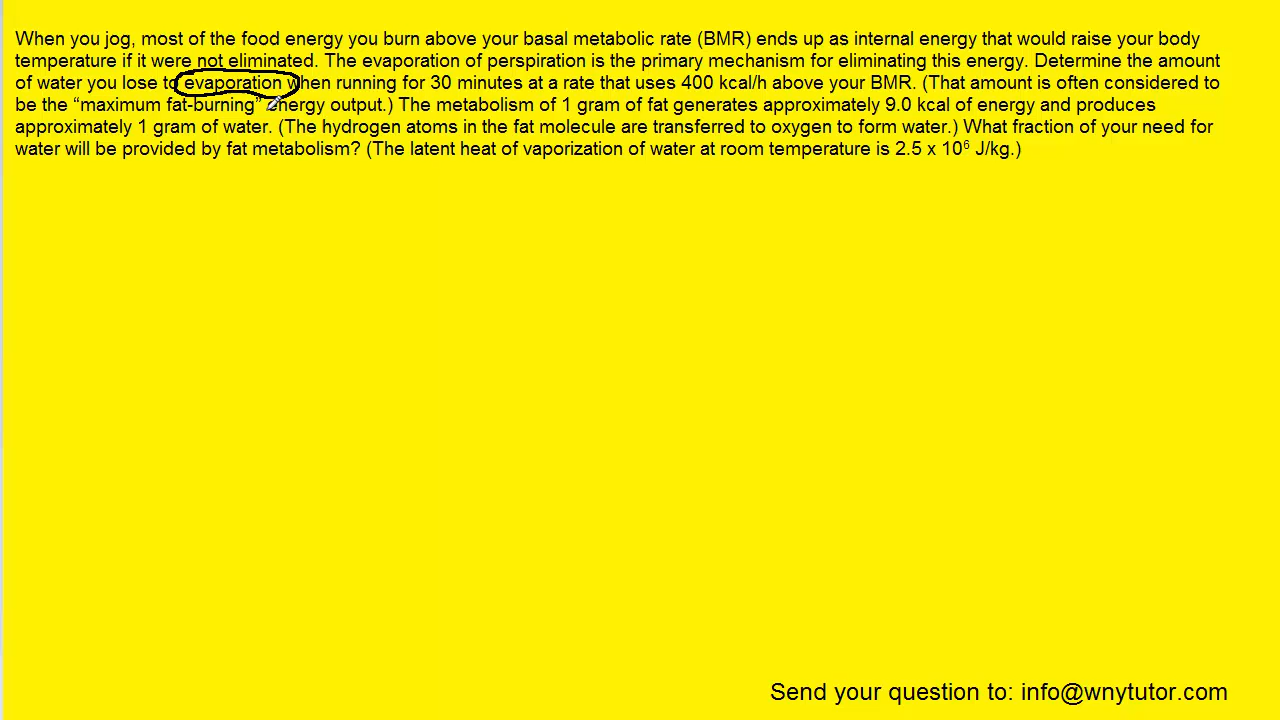 When you jog, most of the food energy you burn above your basal metabolic rate (BMR) ends up as internal energy that would raise your body
temperature if it were not eliminated. The evaporation of perspiration is the primary mechanism for eliminating this energy. Determine the amount
of water you lose to evaporation when running for 30 minutes at a rate that uses 400 kcal/h above your BMR. (That amount is often considered to
be the “maximum fat-burning” energy output.) The metabolism of 1 gram of fat generates approximately 9.0 kcal of energy and produces
approximately 1 gram of water. (The hydrogen atoms in the fat molecule are transferred to oxygen to form water.) What fraction of your need for
water will be provided by fat metabolism? (The latent heat of vaporization of water at room temperature is 2.5 x 10⁶ J/kg.)
Send your question to: info@wnytutor.com